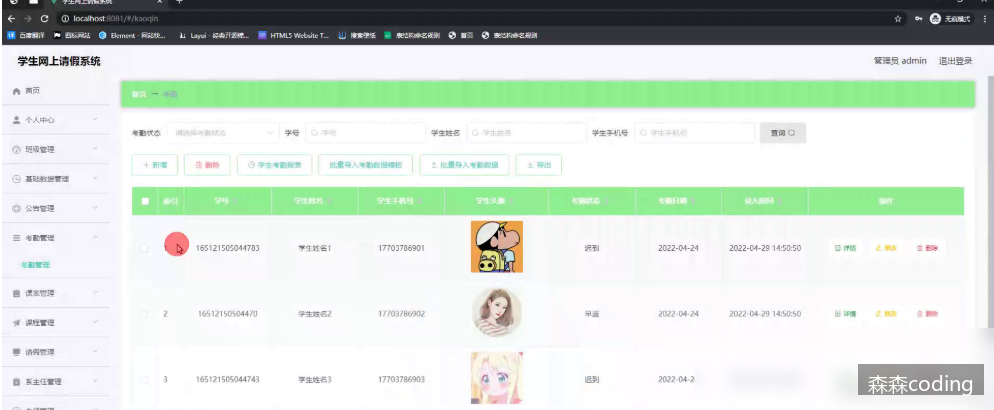 学生网上请假系统
localhost:8081/#/kaoqin
无痕模式
百度翻译 图标网站 Element - 网站快... Layui - 经典开源模... HTML5 Website T... 搜索壁纸 表结构命名规则 首页 表结构命名规则
学生网上请假系统 管理员 admin 退出登录
首页
个人中心
班级管理
基础数据管理
公告管理
考勤管理
考勤管理
课程管理
请假管理
系主任管理
首页 → 考勤
考勤状态 请选择考勤状态 学号 学号 学生姓名 学生姓名 学生手机号 学生手机号 查询
+ 新增 删除 学生考勤报表 批量导入考勤数据模板 批量导入考勤数据 导出
索引 学号 学生姓名 学生手机号 学生头像 考勤状态 考勤日期 录入时间 操作
165121505044783 学生姓名1 17703786901 迟到 2022-04-24 2022-04-29 14:50:50 详情 修改 删除
2 16512150504470 学生姓名2 17703786902 早退 2022-04-24 2022-04-29 14:50:50 详情 修改 删除
3 165121505044743 学生姓名3 17703786903 迟到 2022-04-2
森森coding